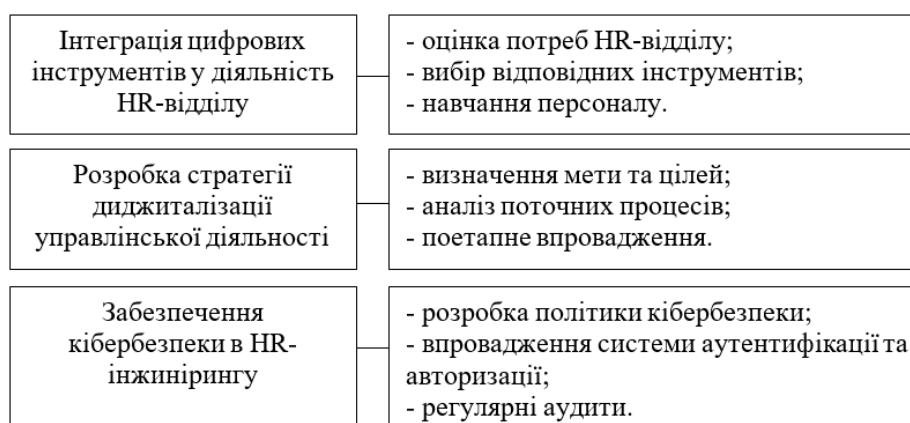 Інтеграція цифрових
інструментів у діяльність
HR-відділу
- оцінка потреб HR-відділу;
- вибір відповідних інструментів;
- навчання персоналу.
Розробка стратегії
диджиталізації
управлінської діяльності
- визначення мети та цілей;
- аналіз поточних процесів;
- поетапне впровадження.
Забезпечення
кібербезпеки в HR-
інжинірингу
- розробка політики кібербезпеки;
- впровадження системи аутентифікації та
авторизації;
- регулярні аудити.